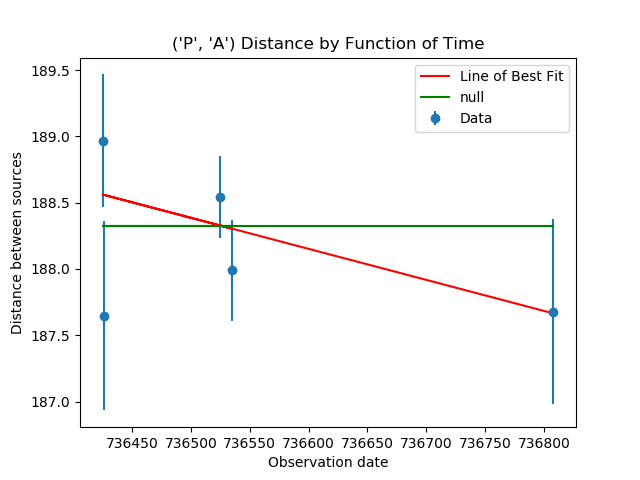 ('P', 'A') Distance by Function of Time
Line of Best Fit
null
Data
Distance between sources
189.5
189.0
188.5
188.0
187.5
187.0
736450 736500 736550 736600 736650 736700 736750 736800
Observation date